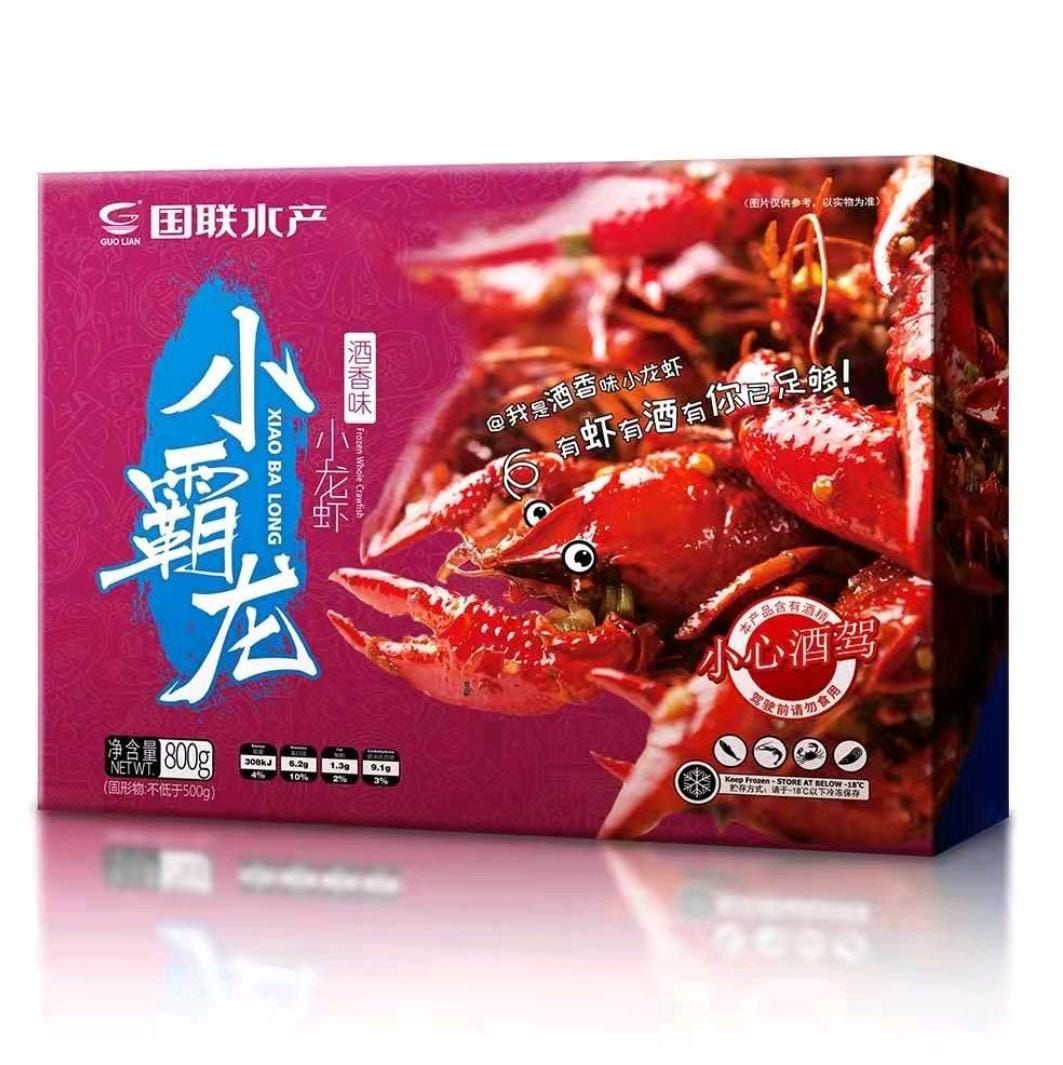 GUO LIAN
国联水产
(图片仅供参考,以实物为准)
小霸龙
XIAO BA LONG
酒香味
小龙虾
Frozen Whole Crawfish
@我是酒香味小龙虾
有虾有酒有你已足够!
本产品含有酒精
小心酒驾
驾驶前请勿食用
净含量
NETWT.
800g
(固形物:不低于500g)
308kJ
4%
6.2g
10%
1.3g
2%
9.1g
3%
Keep Frozen - STORE AT BELOW -18℃
贮存方式:请于-18℃以下冷冻保存